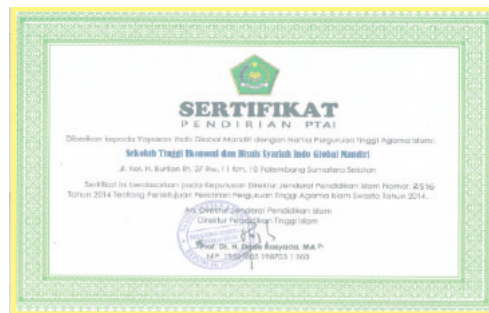 SERTIFIKAT
PENDIRIAN PTAI
Diberikan kepada Yayasan Indo Global Mandiri dengan Nama Perguruan Tinggi Agama Islam:
Sekolah Tinggi Ekonomi dan Bisnis Syariah Indo Global Mandiri
Jl. Kol. H. Burlian Rt. 37 Rw. 11 Km. 10 Palembang Sumatera Selatan
Sertifikat ini berdasarkan pada Keputusan Direktur Jenderal Pendidikan Islam Nomor. 2516
Tahun 2014 Tentang Persetujuan Pendirian Perguruan Tinggi Agama Islam Swasta Tahun 2014.
An. Direktur Jenderal Pendidikan Islam
Direktur Pendidikan Tinggi Islam
Prof. Dr. H. Dede Rosyada, MA
NIP.